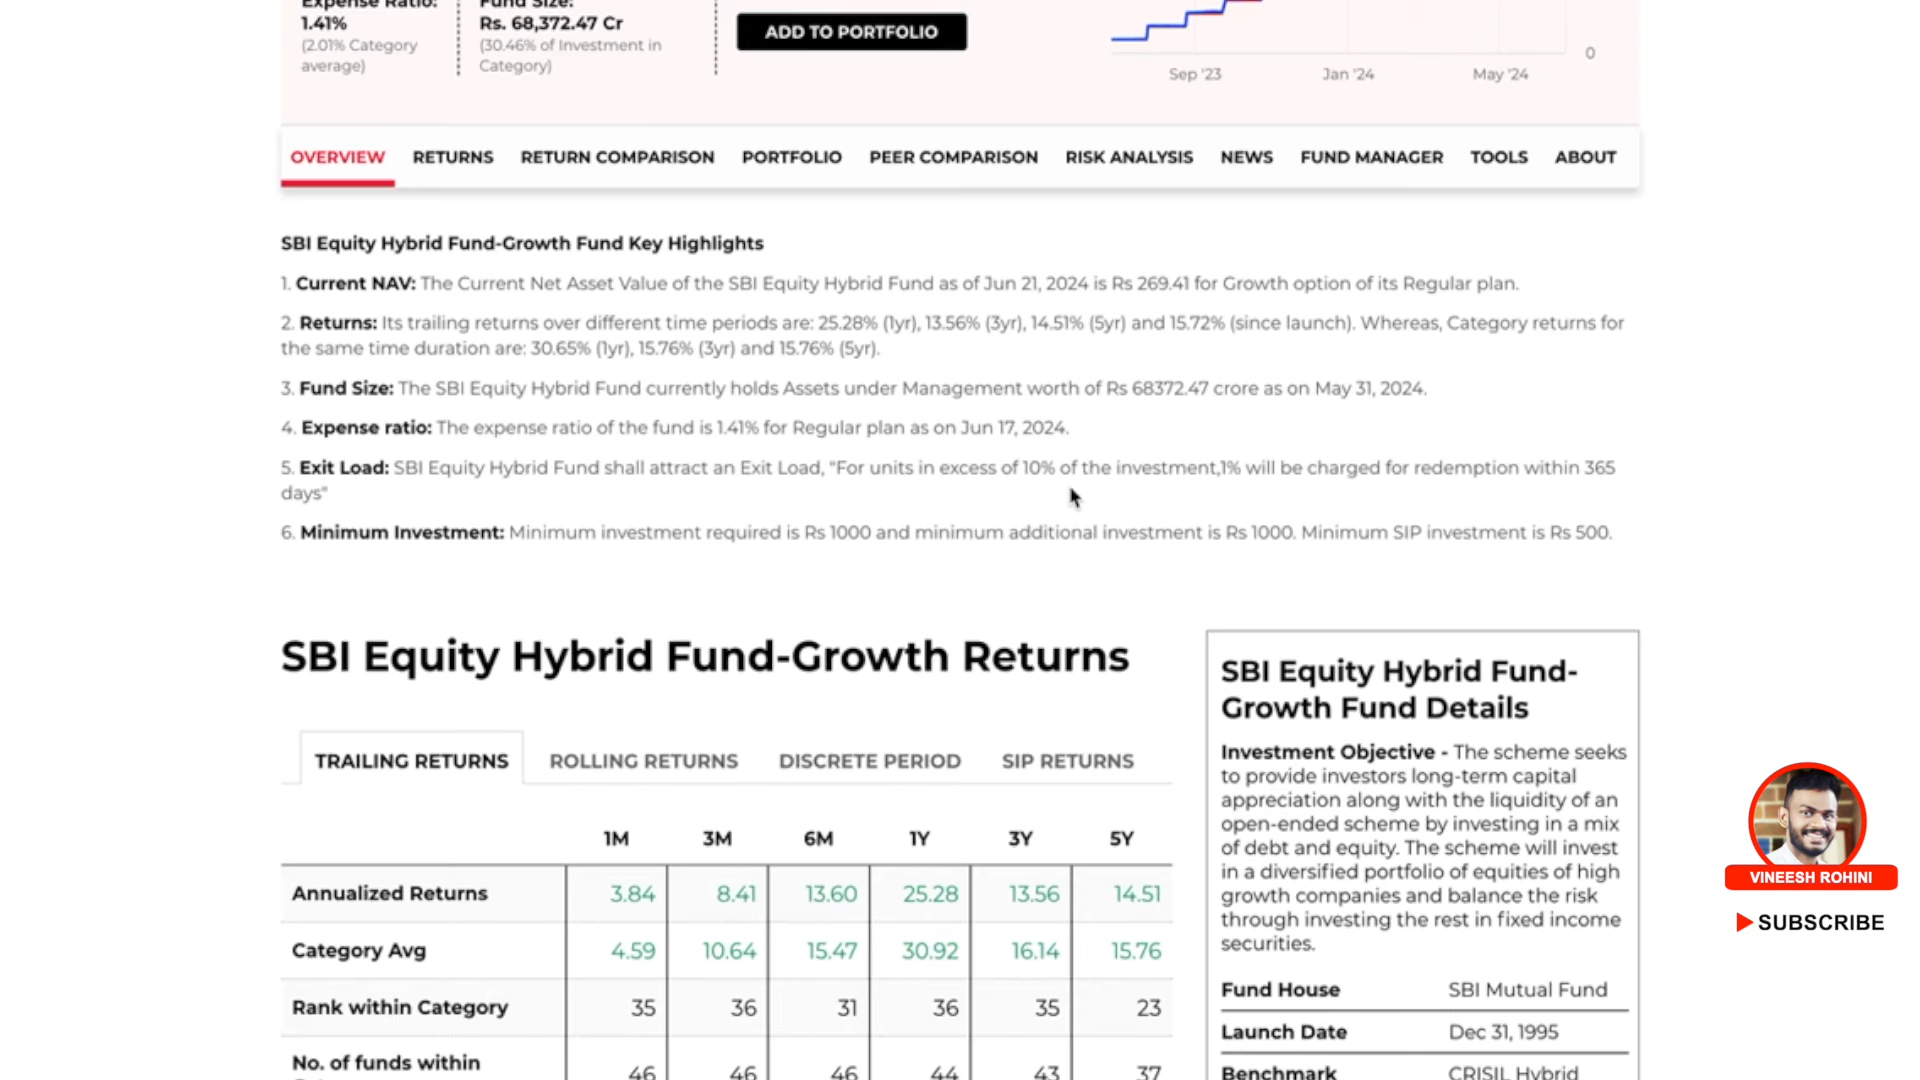 Expense Ratio:
1.41%
(2.01% Category
average)
Fund Size:
Rs. 68,372.47 Cr
(30.46% of Investment in
Category)
ADD TO PORTFOLIO
0
Sep '23
Jan '24
May '24
OVERVIEW
RETURNS
RETURN COMPARISON
PORTFOLIO
PEER COMPARISON
RISK ANALYSIS
NEWS
FUND MANAGER
TOOLS
ABOUT
SBI Equity Hybrid Fund-Growth Fund Key Highlights
1. Current NAV: The Current Net Asset Value of the SBI Equity Hybrid Fund as of Jun 21, 2024 is Rs 269.41 for Growth option of its Regular plan.
2. Returns: Its trailing returns over different time periods are: 25.28% (1yr), 13.56% (3yr), 14.51% (5yr) and 15.72% (since launch). Whereas, Category returns for
the same time duration are: 30.65% (1yr), 15.76% (3yr) and 15.76% (5yr).
3. Fund Size: The SBI Equity Hybrid Fund currently holds Assets under Management worth of Rs 68372.47 crore as on May 31, 2024.
4. Expense ratio: The expense ratio of the fund is 1.41% for Regular plan as on Jun 17, 2024.
5. Exit Load: SBI Equity Hybrid Fund shall attract an Exit Load, "For units in excess of 10% of the investment,1% will be charged for redemption within 365
days"
6. Minimum Investment: Minimum investment required is Rs 1000 and minimum additional investment is Rs 1000. Minimum SIP investment is Rs 500.
SBI Equity Hybrid Fund-Growth Returns
TRAILING RETURNS
ROLLING RETURNS
DISCRETE PERIOD
SIP RETURNS
1M 3M 6M 1Y 3Y 5Y
Annualized Returns 3.84 8.41 13.60 25.28 13.56 14.51
Category Avg 4.59 10.64 15.47 30.92 16.14 15.76
Rank within Category 35 36 31 36 35 23
No. of funds within 46 46 46 44 43 37
SBI Equity Hybrid Fund-
Growth Fund Details
Investment Objective - The scheme seeks
to provide investors long-term capital
appreciation along with the liquidity of an
open-ended scheme by investing in a mix
of debt and equity. The scheme will invest
in a diversified portfolio of equities of high
growth companies and balance the risk
through investing the rest in fixed income
securities.
Fund House SBI Mutual Fund
Launch Date Dec 31, 1995
Benchmark CRISIL Hybrid
VINEESH ROHINI
SUBSCRIBE